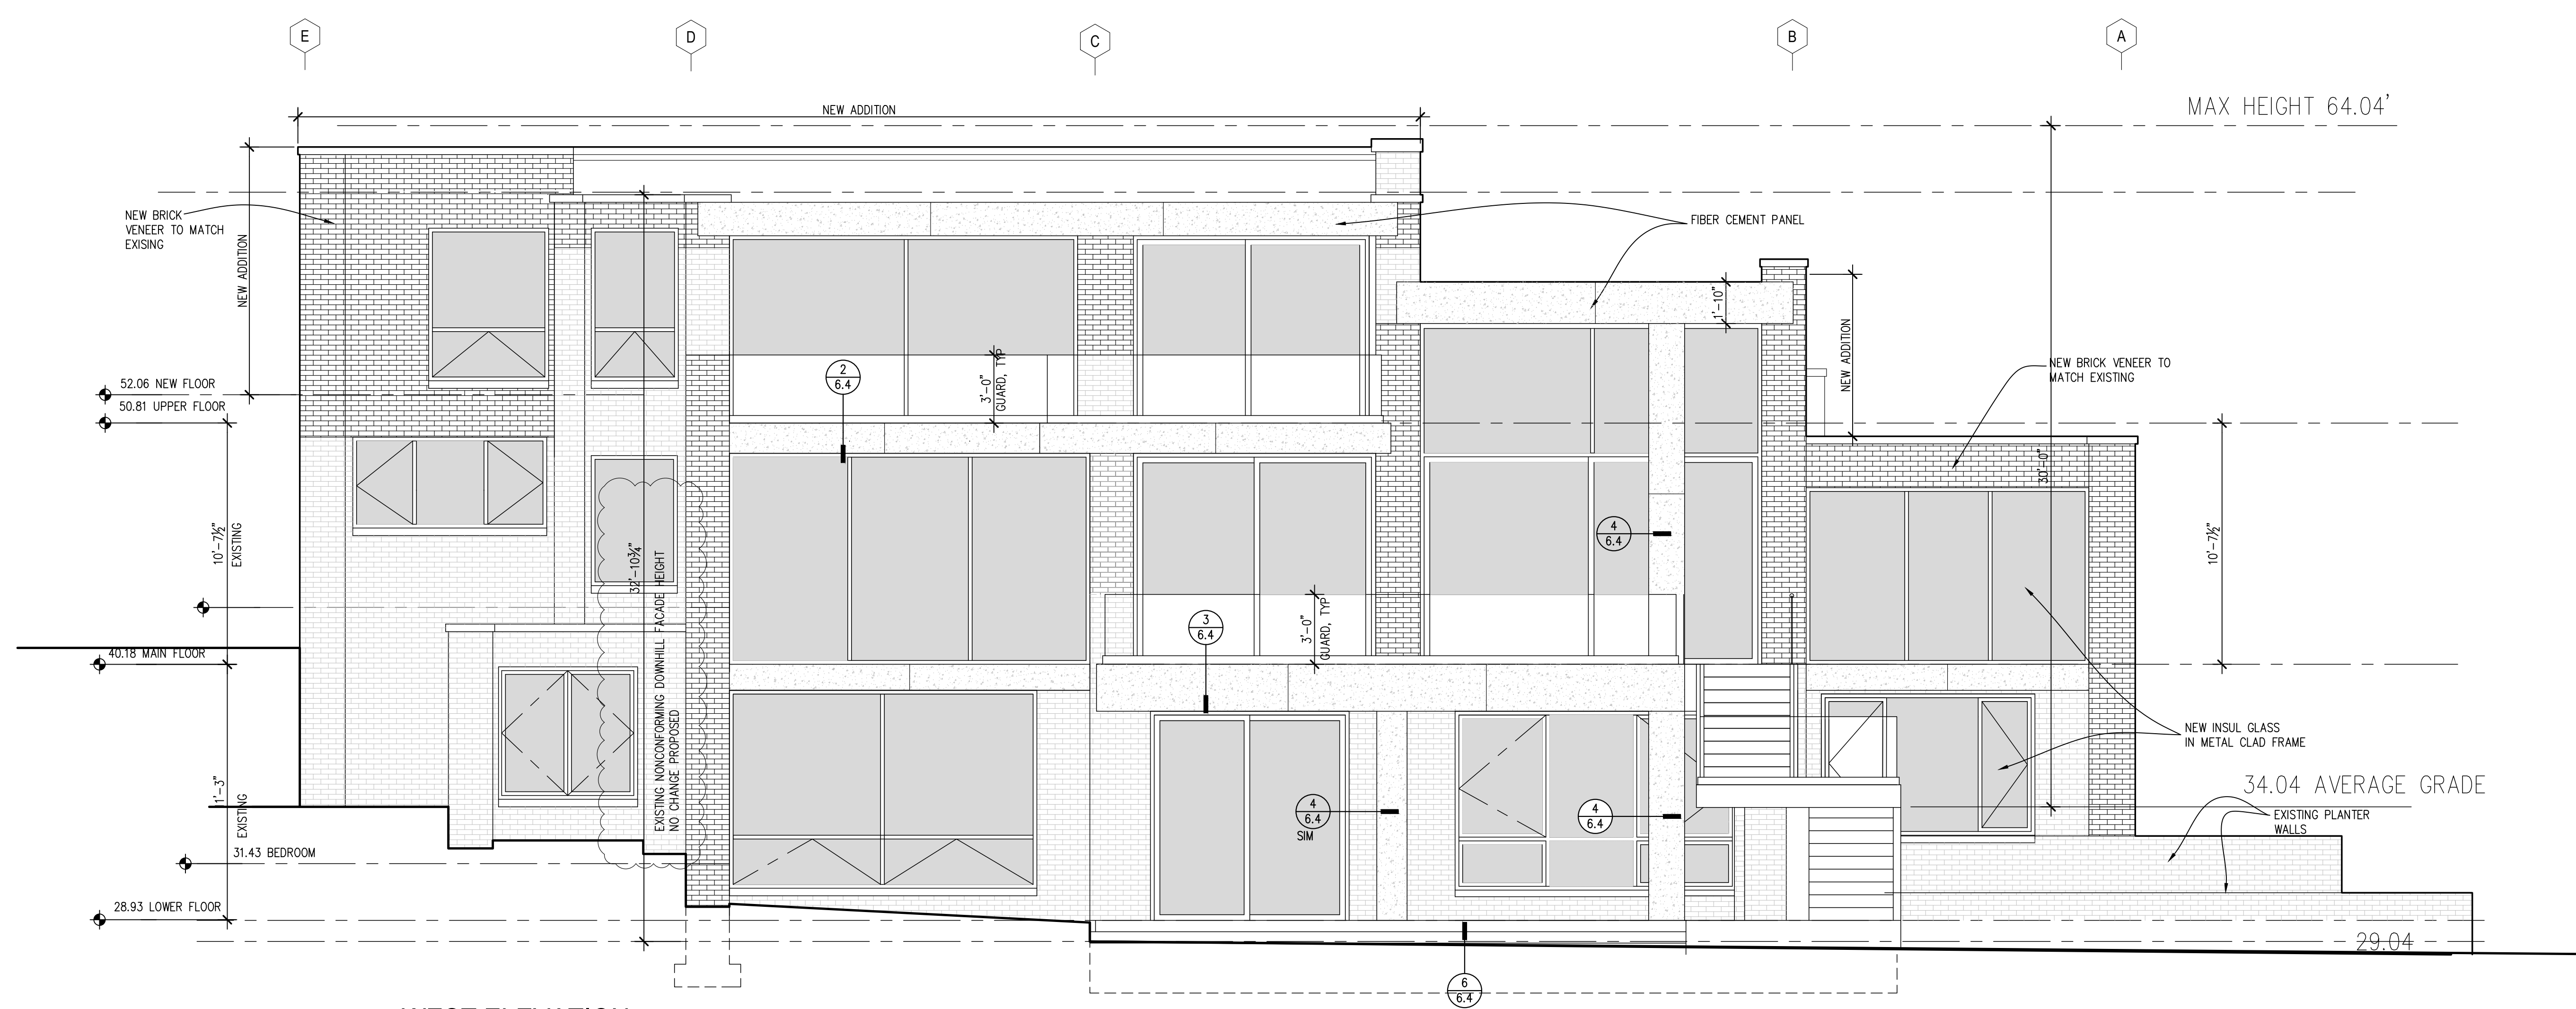 E
D
C
B
A
MAX HEIGHT 64.04'
NEW ADDITION
NEW BRICK
VENEER TO MATCH
EXISING
NEW ADDITION
FIBER CEMENT PANEL
1'-10"
NEW ADDITION
NEW BRICK VENEER TO
MATCH EXISTING
52.06 NEW FLOOR
50.81 UPPER FLOOR
2
6.4
3'-0"
GUARD, TYP
30'-0"
10'-7½"
EXISTING
10'-7½"
4
6.4
32'-10¾"
EXISTING NONCONFORMING DOWNHILL FACADE HEIGHT
NO CHANGE PROPOSED
3
6.4
3'-0"
GUARD, TYP
40.18 MAIN FLOOR
NEW INSUL GLASS
IN METAL CLAD FRAME
34.04 AVERAGE GRADE
EXISTING PLANTER
WALLS
EXISTING
4
6.4
SIM
4
6.4
31.43 BEDROOM
28.93 LOWER FLOOR
29.04
6
6.4
WEST ELEVATION